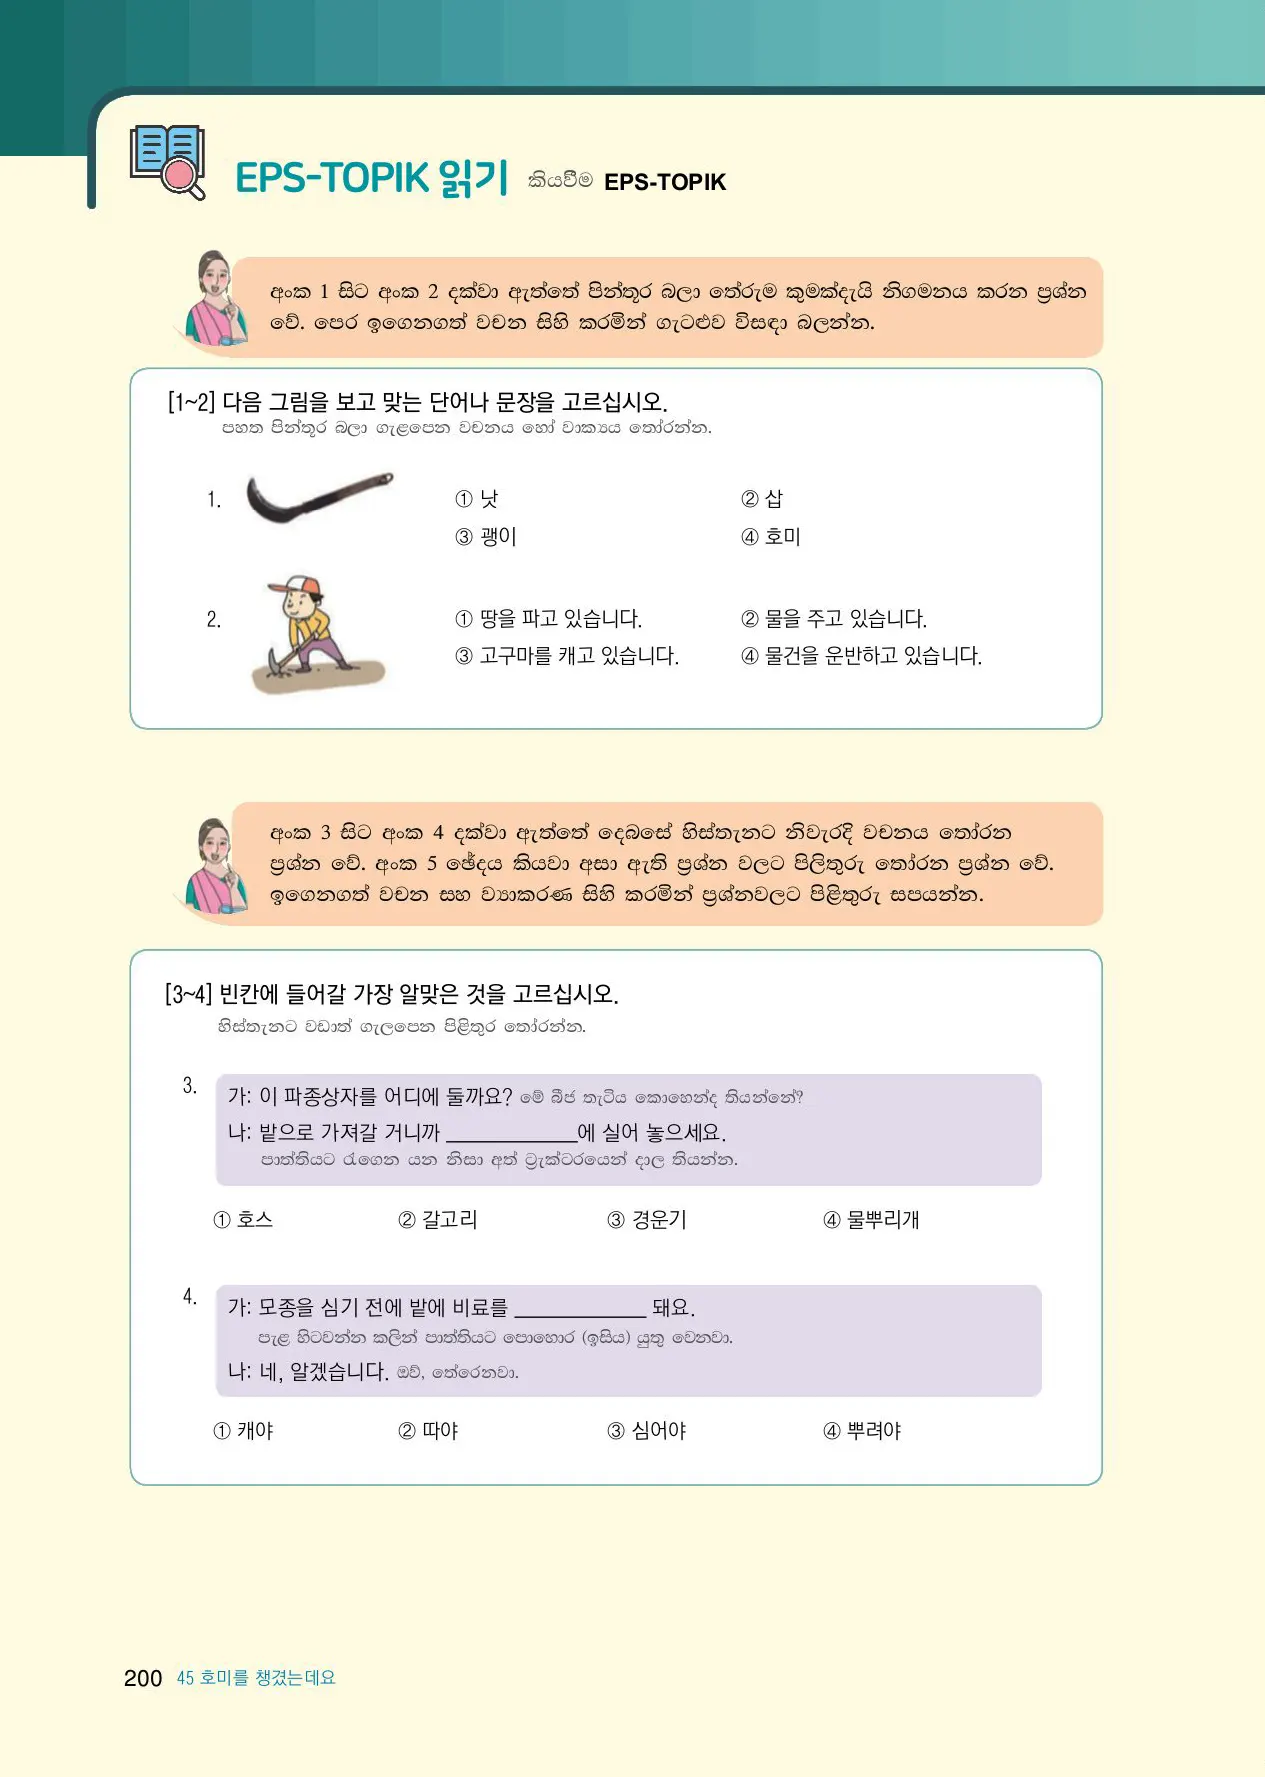 EPS-TOPIK 읽기 කියවීම EPS-TOPIK
අංක 1 සිට අංක 2 දක්වා ඇත්තේ පින්තූර බලා තේරුම කුමක්දැයි නිගමනය කරන ප්‍රශ්න
වේ. පෙර ඉගෙනගත් වචන සිහි කරමින් ගැටළුව විසඳා බලන්න.
[1~2] 다음 그림을 보고 맞는 단어나 문장을 고르십시오.
පහත පින්තූර බලා ගැළපෙන වචනය හෝ වාක්‍යය තෝරන්න.
1.
① 낫 ② 삽
③ 괭이 ④ 호미
2.
① 땅을 파고 있습니다. ② 물을 주고 있습니다.
③ 고구마를 캐고 있습니다. ④ 물건을 운반하고 있습니다.
අංක 3 සිට අංක 4 දක්වා ඇත්තේ දෙබසේ හිස්තැනට නිවැරදි වචනය තෝරන
ප්‍රශ්න වේ. අංක 5 ඡේදය කියවා අසා ඇති ප්‍රශ්න වලට පිලිතුරු තෝරන ප්‍රශ්න වේ.
ඉගෙනගත් වචන සහ ව්‍යාකරණ සිහි කරමින් ප්‍රශ්නවලට පිළිතුරු සපයන්න.
[3~4] 빈칸에 들어갈 가장 알맞은 것을 고르십시오.
හිස්තැනට වඩාත් ගැලපෙන පිළිතුර තෝරන්න.
3.
가: 이 파종상자를 어디에 둘까요? මේ බීජ තැටිය කොහෙන්ද තියන්නේ?
나: 밭으로 가져갈 거니까 ____________에 실어 놓으세요.
පාත්තියට රැගෙන යන නිසා අත් ට්‍රැක්ටරයෙන් දාල තියන්න.
① 호스 ② 갈고리 ③ 경운기 ④ 물뿌리개
4.
가: 모종을 심기 전에 밭에 비료를 ____________ 돼요.
පැළ හිටවන්න කලින් පාත්තියට පොහොර (ඉසිය) යුතු වෙනවා.
나: 네, 알겠습니다. ඔව්, තේරෙනවා.
① 캐야 ② 따야 ③ 심어야 ④ 뿌려야
200 45 호미를 챙겼는데요